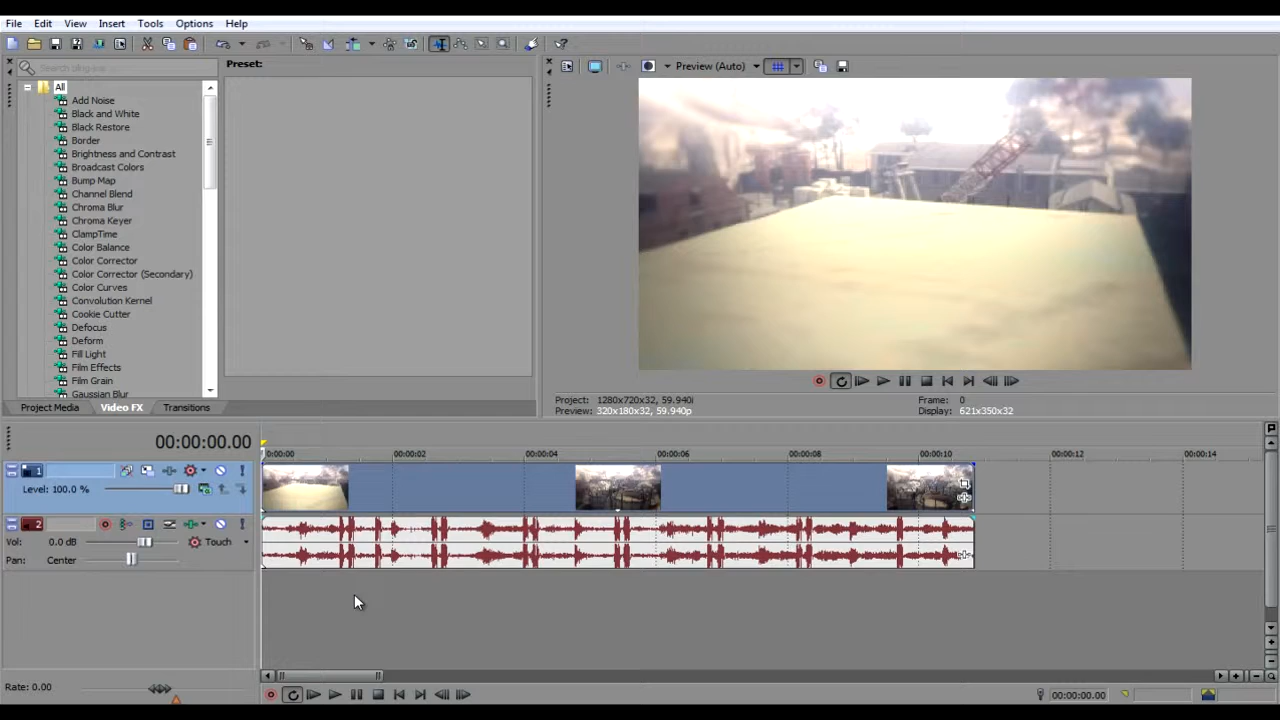 File Edit View Insert Tools Options Help
Preset:
Preview (Auto)
All
Add Noise
Black and White
Black Restore
Border
Brightness and Contrast
Broadcast Colors
Bump Map
Channel Blend
Chroma Blur
Chroma Keyer
ClampTime
Color Balance
Color Corrector
Color Corrector (Secondary)
Color Curves
Convolution Kernel
Cookie Cutter
Defocus
Deform
Fill Light
Film Effects
Film Grain
Gaussian Blur
Project Media Video FX Transitions
Project: 1280x720x32, 59.940i
Preview: 320x180x32, 59.940p
Frame: 0
Display: 621x350x32
00:00:00.00
00:00:00 00:00:02 00:00:04 00:00:06 00:00:08 00:00:10 00:00:12 00:00:14
1
Level: 100.0 %
2
Vol: 0.0 dB Touch
Pan: Center
Rate: 0.00
00:00:00.00